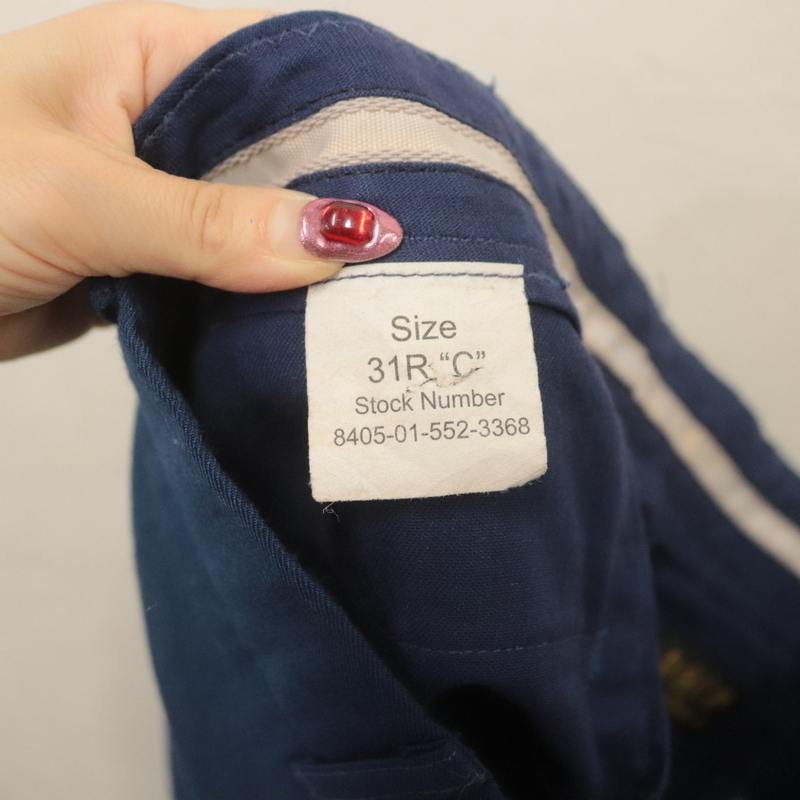 Size
31R "C"
Stock Number
8405-01-552-3368